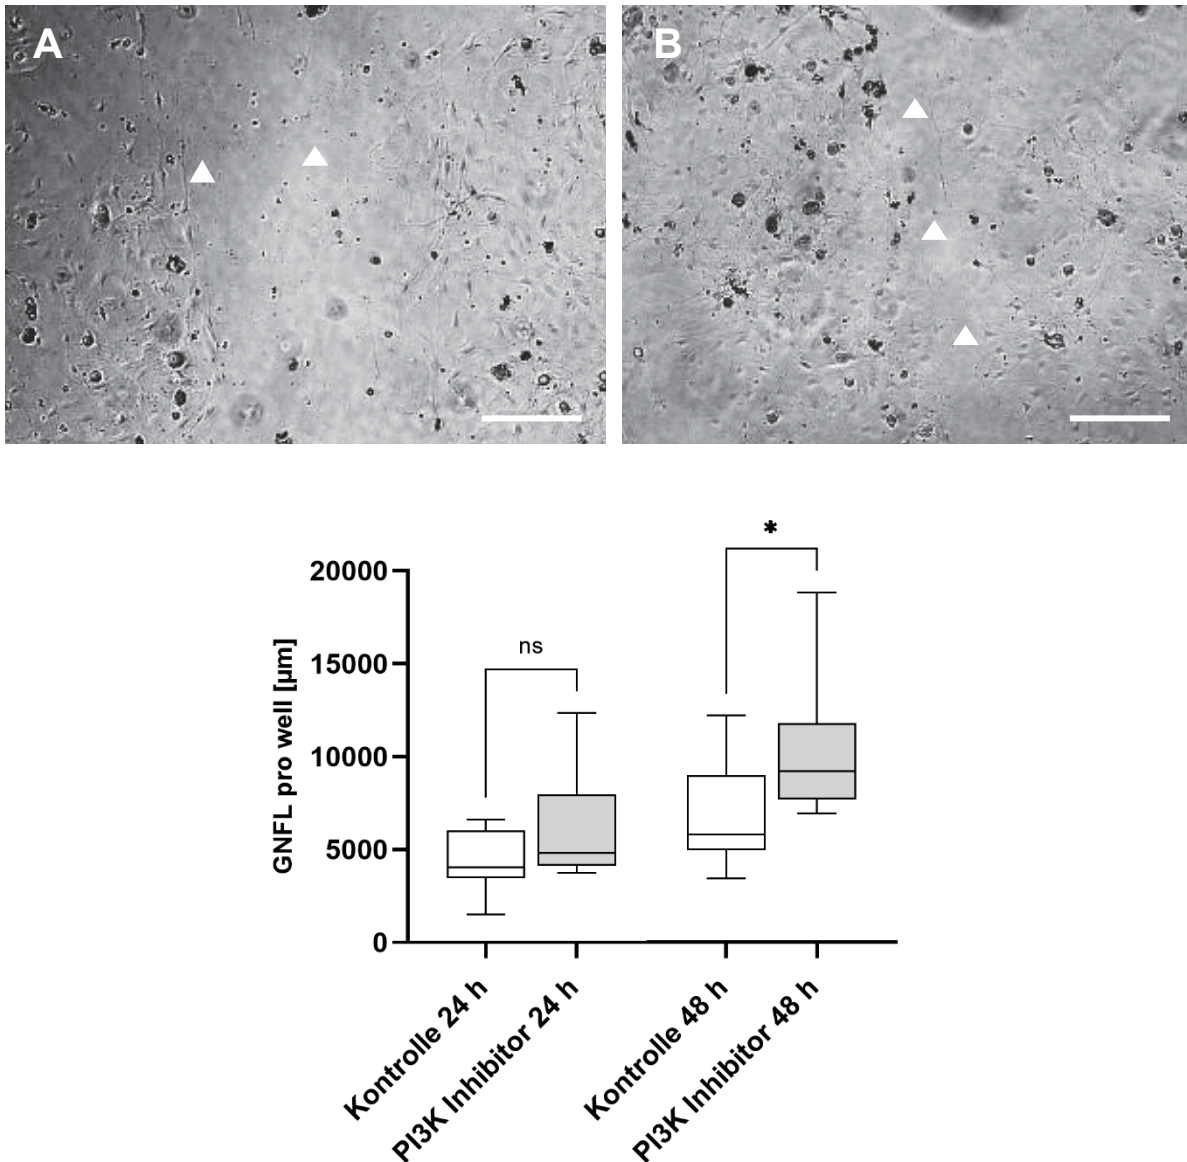 A
B
*
20000
ns
15000
10000
5000
0
GNFL pro well [µm]
Kontrolle 24 h
PI3K Inhibitor 24 h
Kontrolle 48 h
PI3K Inhibitor 48 h